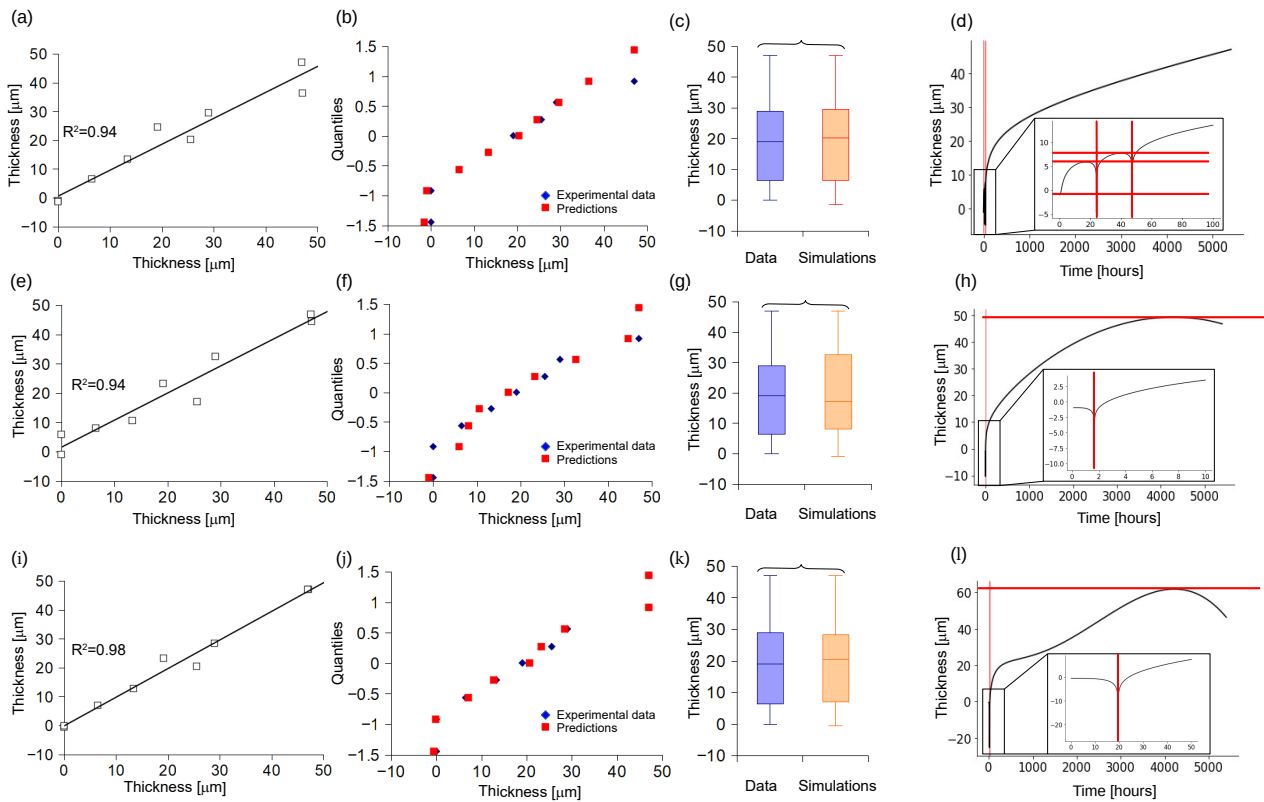 (a)
Thickness [μm]
50
40
30
20
10
0
−10
R²=0.94
0 10 20 30 40 50
Thickness [μm]
(b)
Quantiles
1.5
1
0.5
0
−0.5
−1
−1.5
Experimental data
Predictions
−10 0 10 20 30 40 50
Thickness [μm]
(c)
Thickness [μm]
50
40
30
20
10
0
−10
Data Simulations
(d)
Thickness [μm]
40
30
20
10
0
10
5
0
−5
0 20 40 60 80 100
0 1000 2000 3000 4000 5000
Time [hours]
(e)
Thickness [μm]
50
40
30
20
10
0
−10
R²=0.94
0 10 20 30 40 50
Thickness [μm]
(f)
Quantiles
1.5
1
0.5
0
−0.5
−1
−1.5
Experimental data
Predictions
−10 0 10 20 30 40 50
Thickness [μm]
(g)
Thickness [μm]
50
40
30
20
10
0
−10
Data Simulations
(h)
Thickness [μm]
50
40
30
20
10
0
−10
2.5
0.0
−2.5
−5.0
−7.5
−10.0
0 2 4 6 8 10
0 1000 2000 3000 4000 5000
Time [hours]
(i)
Thickness [μm]
50
40
30
20
10
0
−10
R²=0.98
0 10 20 30 40 50
Thickness [μm]
(j)
Quantiles
1.5
1
0.5
0
−0.5
−1
−1.5
Experimental data
Predictions
−10 0 10 20 30 40 50
Thickness [μm]
(k)
Thickness [μm]
50
40
30
20
10
0
−10
Data Simulations
(l)
Thickness [μm]
60
40
20
0
−20
0
−10
−20
0 10 20 30 40 50
0 1000 2000 3000 4000 5000
Time [hours]